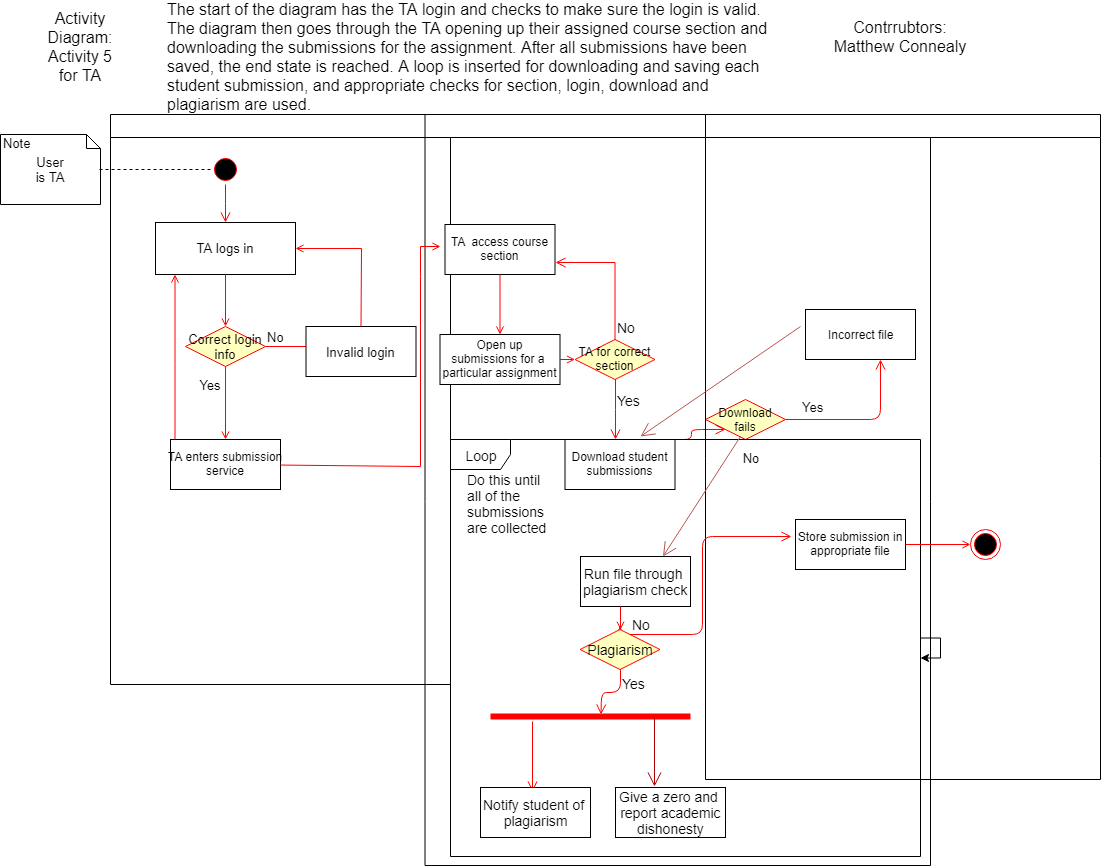 Activity
Diagram:
Activity 5
for TA
The start of the diagram has the TA login and checks to make sure the login is valid.
The diagram then goes through the TA opening up their assigned course section and
downloading the submissions for the assignment. After all submissions have been
saved, the end state is reached. A loop is inserted for downloading and saving each
student submission, and appropriate checks for section, login, download and
plagiarism are used.
Contrrubtors:
Matthew Connealy
Note
User
is TA
TA logs in
Correct login
info
No
Invalid login
Yes
TA enters submission
service
TA access course
section
Open up
submissions for a
particular assignment
No
TA for correct
section
Yes
Incorrect file
Download
fails
Yes
No
Loop
Do this until
all of the
submissions
are collected
Download student
submissions
Store submission in
appropriate file
Run file through
plagiarism check
No
Plagiarism
Yes
Notify student of
plagiarism
Give a zero and
report academic
dishonesty